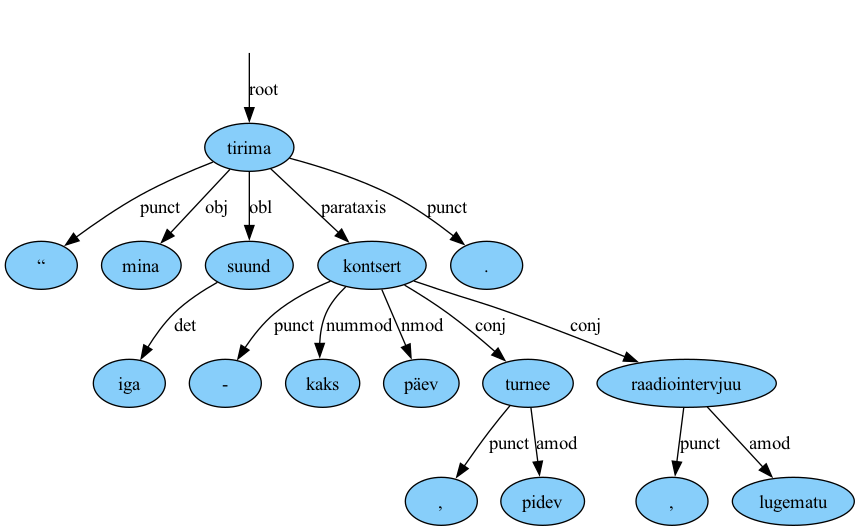 root
tirima
punct obj obl parataxis punct
“ mina suund kontsert .
det punct nummod nmod conj conj
iga - kaks päev turnee raadiointervjuu
punct amod punct amod
, pidev , lugematu